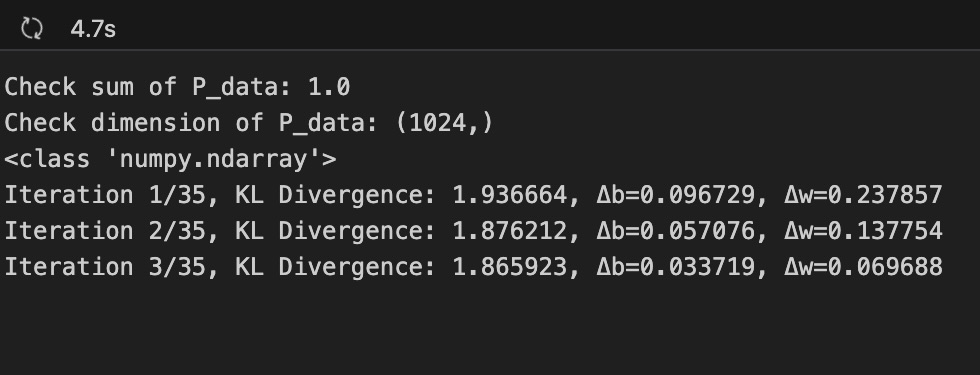 4.7s
Check sum of P_data: 1.0
Check dimension of P_data: (1024,)
<class 'numpy.ndarray'>
Iteration 1/35, KL Divergence: 1.936664, Δb=0.096729, Δw=0.237857
Iteration 2/35, KL Divergence: 1.876212, Δb=0.057076, Δw=0.137754
Iteration 3/35, KL Divergence: 1.865923, Δb=0.033719, Δw=0.069688